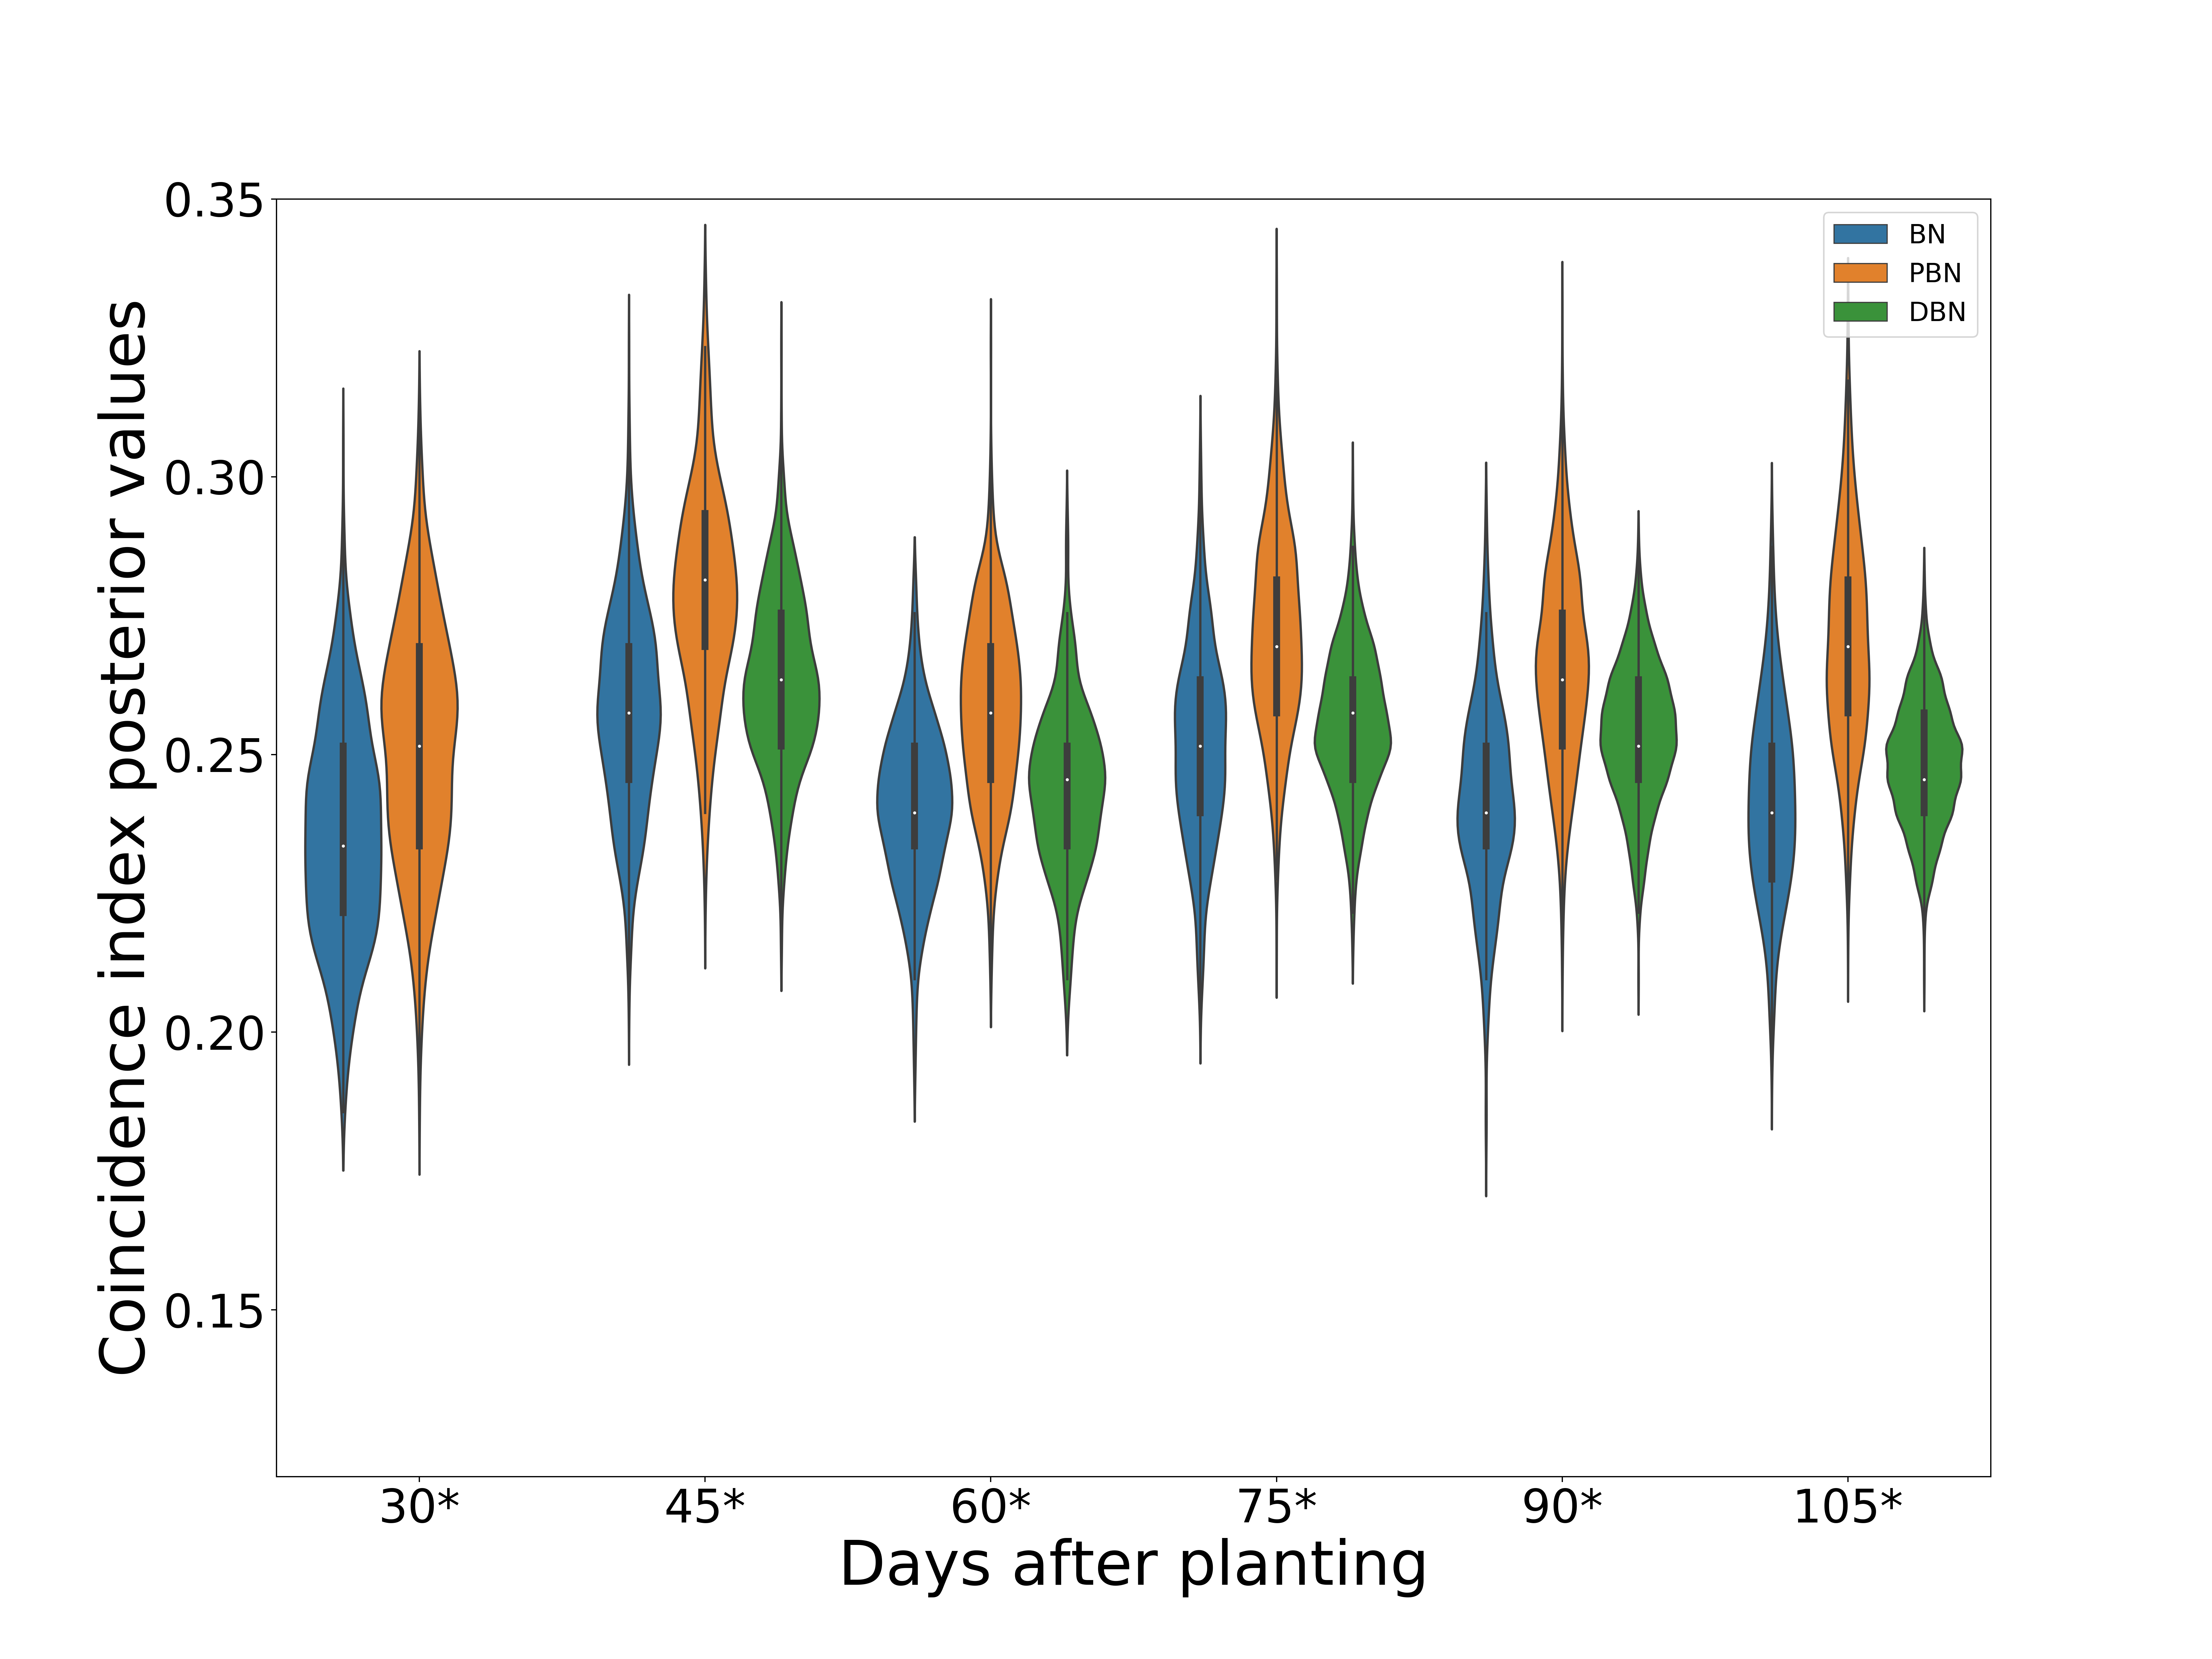 Coincidence index posterior values
0.35
0.30
0.25
0.20
0.15
BN
PBN
DBN
30* 45* 60* 75* 90* 105*
Days after planting